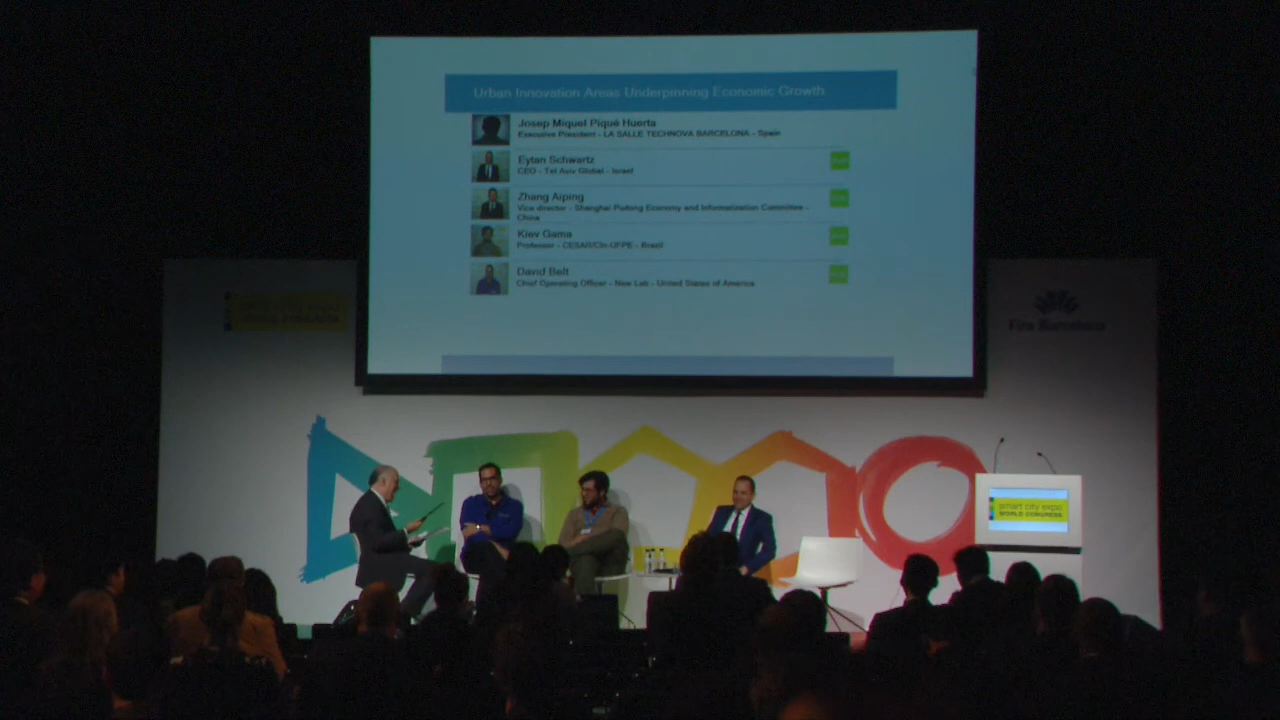 Urban Innovation Areas Underpinning Economic Growth
Josep Miquel Piqué Huerta
Executive President - LA SALLE TECHNOVA BARCELONA - Spain
Eytan Schwartz
CEO - Tel Aviv Global - Israel
Zhang Aiping
Vice director - Shanghai Pudong Economy and Informatization Committee -
China
Kiev Gama
Professor - CESAR/CIn-UFPE - Brazil
David Belt
Chief Operating Officer - New Lab - United States of America
Fira Barcelona
smart city expo
WORLD CONGRESS